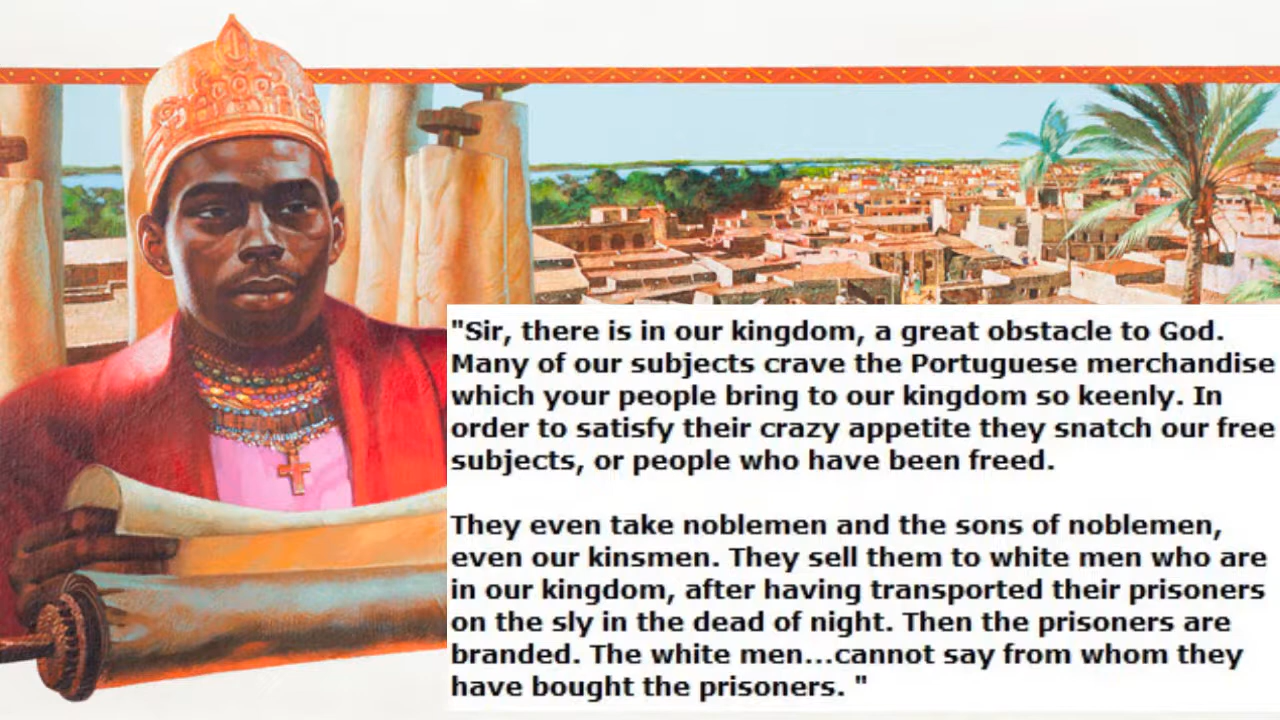 "Sir, there is in our kingdom, a great obstacle to God.
Many of our subjects crave the Portuguese merchandise
which your people bring to our kingdom so keenly. In
order to satisfy their crazy appetite they snatch our free
subjects, or people who have been freed.
They even take noblemen and the sons of noblemen,
even our kinsmen. They sell them to white men who are
in our kingdom, after having transported their prisoners
on the sly in the dead of night. Then the prisoners are
branded. The white men...cannot say from whom they
have bought the prisoners. "